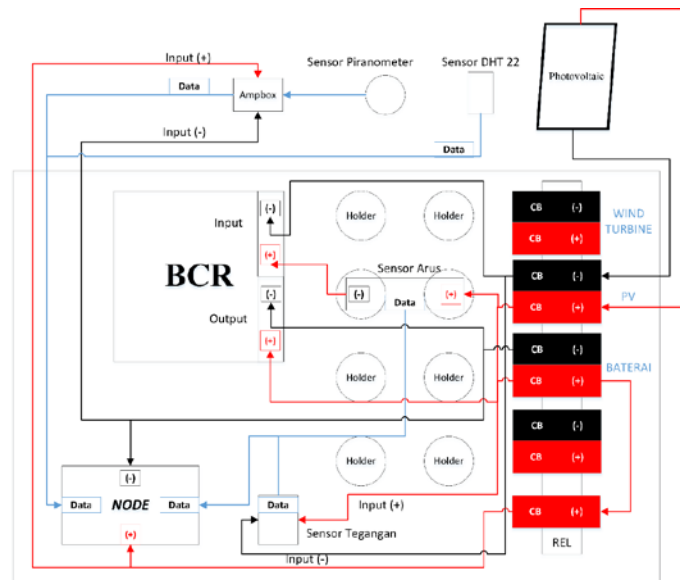 Input (+)
Sensor Piranometer
Sensor DHT 22
Photovoltaic
Data
Ampbox
Input (-)
Data
(-)
Holder
Holder
CB (-)
WIND
TURBINE
Input
CB (+)
(+)
Sensor Arus
CB (-)
BCR
(-)
(-)
Data
(+)
CB (+)
PV
Output
(+)
CB (-)
BATERAI
Holder
Holder
CB (+)
CB (-)
(-)
Holder
Holder
CB (+)
Data
NODE
Data
Data
Input (+)
CB (+)
(+)
Sensor Tegangan
REL
Input (-)